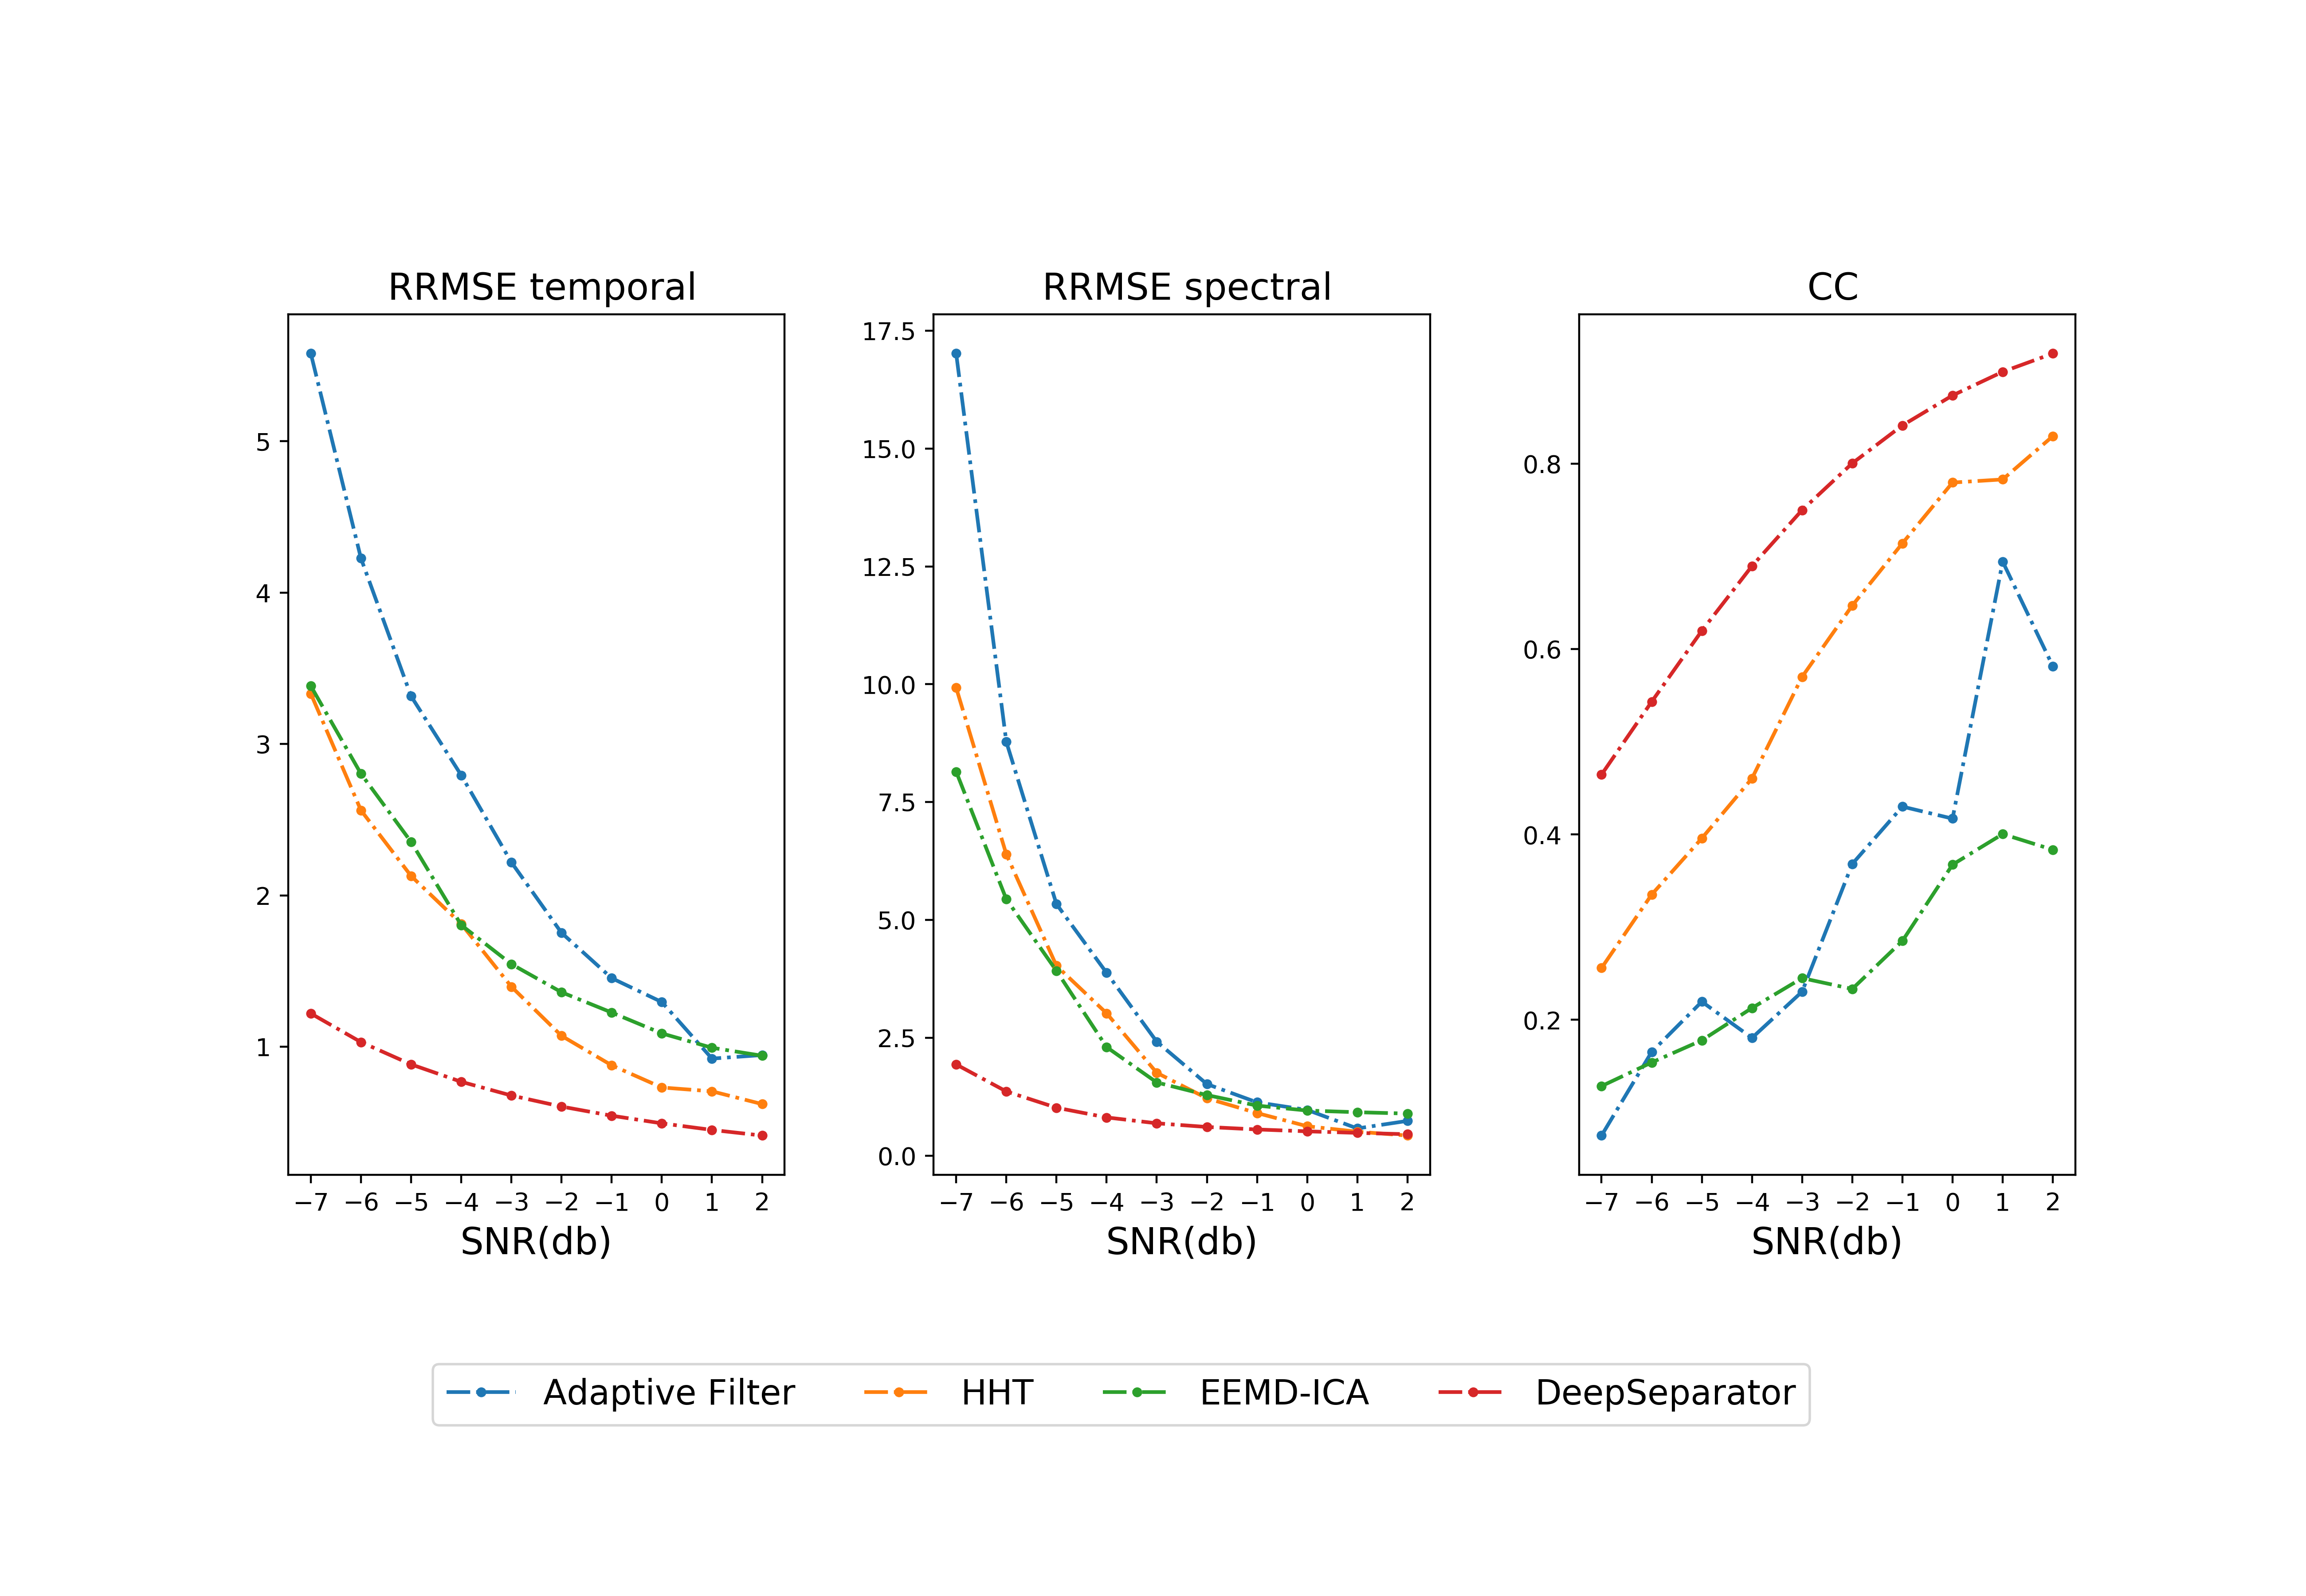 RRMSE temporal
5
4
3
2
1
−7 −6 −5 −4 −3 −2 −1 0 1 2
SNR(db)
RRMSE spectral
17.5
15.0
12.5
10.0
7.5
5.0
2.5
0.0
−7 −6 −5 −4 −3 −2 −1 0 1 2
SNR(db)
CC
0.8
0.6
0.4
0.2
−7 −6 −5 −4 −3 −2 −1 0 1 2
SNR(db)
Adaptive Filter HHT EEMD-ICA DeepSeparator